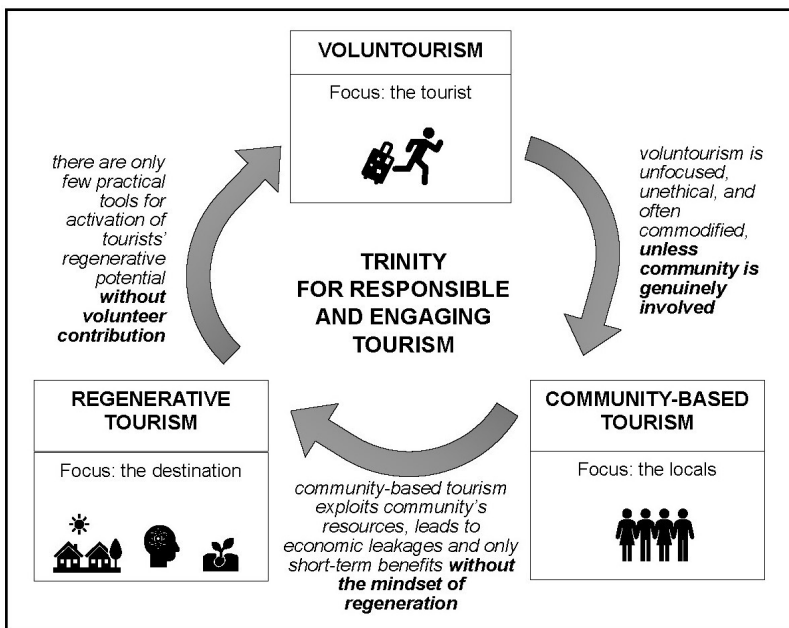 VOLUNTOURISM
Focus: the tourist
there are only
few practical
tools for
activation of
tourists'
regenerative
potential
without
volunteer
contribution
voluntourism is
unfocused,
unethical, and
often
commodified,
unless
community is
genuinely
involved
TRINITY
FOR RESPONSIBLE
AND ENGAGING
TOURISM
REGENERATIVE
TOURISM
Focus: the destination
COMMUNITY-BASED
TOURISM
Focus: the locals
community-based tourism
exploits community's
resources, leads to
economic leakages and only
short-term benefits without
the mindset of
regeneration